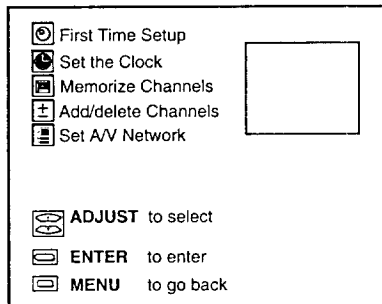 First Time Setup
Set the Clock
Memorize Channels
Add/delete Channels
Set A/V Network
ADJUST to select
ENTER to enter
MENU to go back